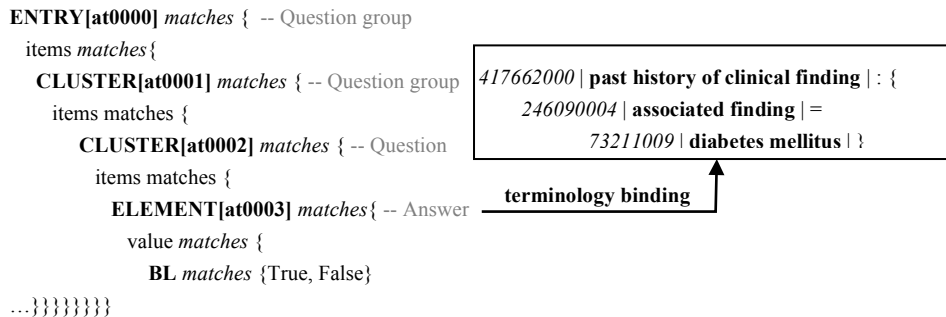 ENTRY[at0000] matches { -- Question group
items matches{
CLUSTER[at0001] matches { -- Question group
items matches {
CLUSTER[at0002] matches { -- Question
items matches {
ELEMENT[at0003] matches{ -- Answer
value matches {
BL matches {True, False}
...}}}}}}}}
417662000 | past history of clinical finding | : {
246090004 | associated finding | =
73211009 | diabetes mellitus | }
terminology binding